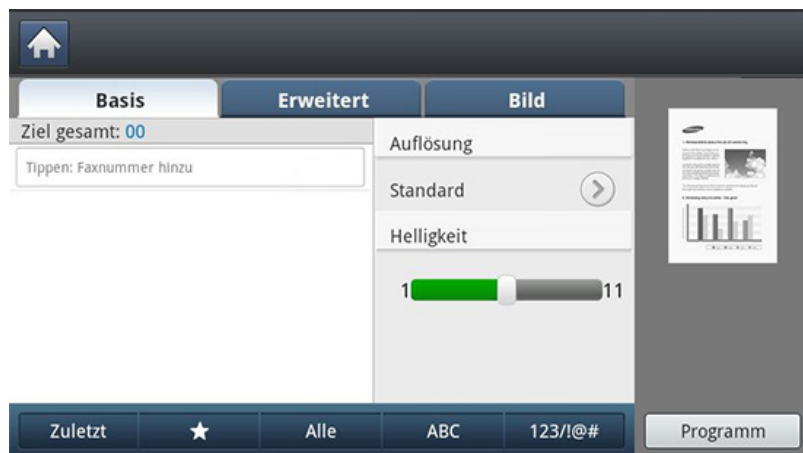 Basis
Erweitert
Bild
Ziel gesamt: 00
Tippen: Faxnummer hinzu
Auflösung
Standard
Helligkeit
1
11
Zuletzt
★
Alle
ABC
123/!@#
Programm